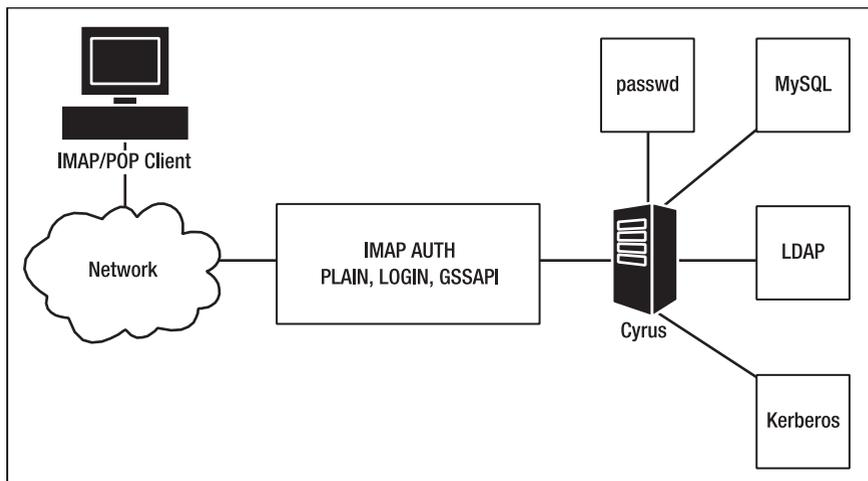 passwd
MySQL
IMAP/POP Client
Network
IMAP AUTH
PLAIN, LOGIN, GSSAPI
LDAP
Cyrus
Kerberos